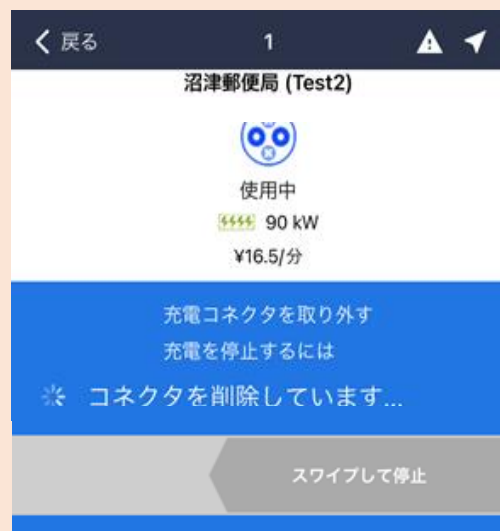 戻る 1
沼津郵便局 (Test2)
使用中
90 kW
¥16.5/分
充電コネクタを取り外す
充電を停止するには
コネクタを削除しています...
スワイプして停止